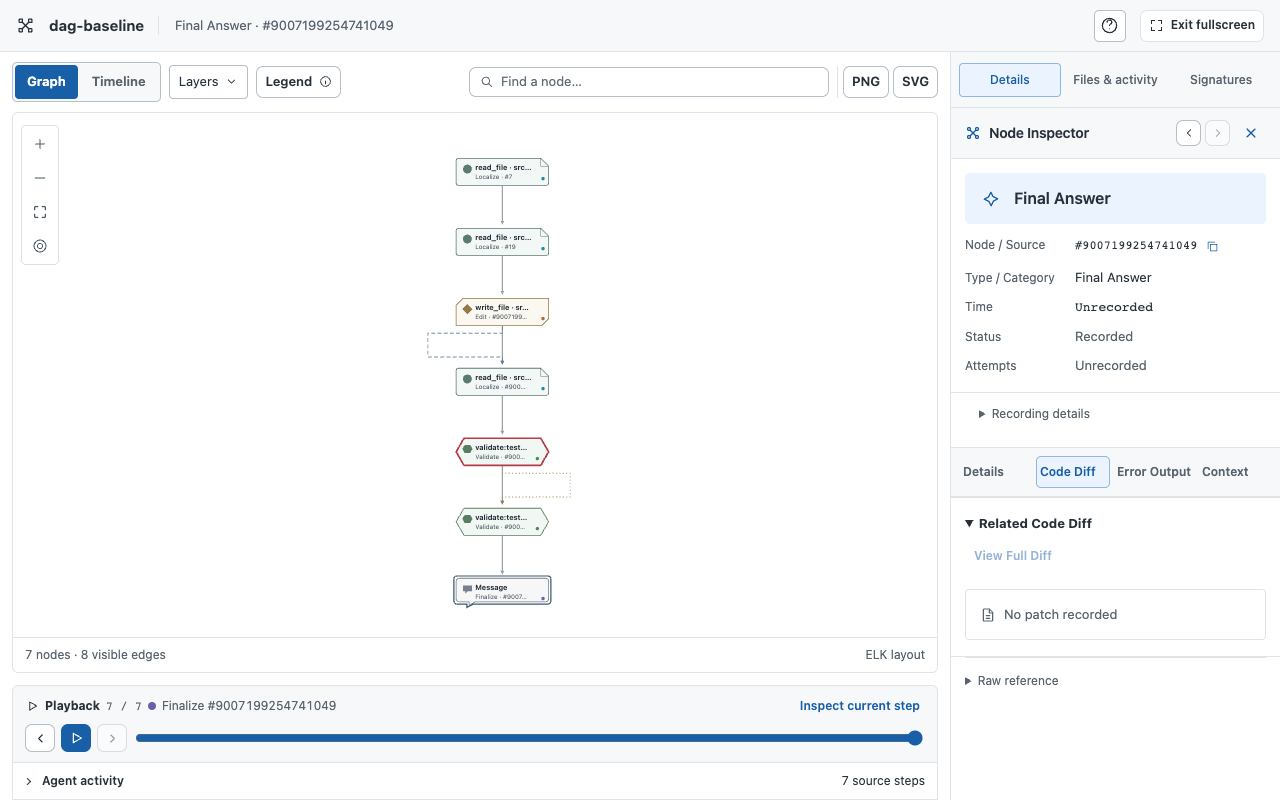 dag-baseline
Final Answer · #9007199254741049
Exit fullscreen
Graph
Timeline
Layers
Legend
Find a node...
PNG
SVG
read_file · src...
Localize · #7
read_file · src...
Localize · #19
write_file · sr...
Edit · #9007199...
read_file · src...
Localize · #900...
validate:test...
Validate · #900...
validate:test...
Validate · #900...
Message
Finalize · #9007...
7 nodes · 8 visible edges
ELK layout
Playback 7 / 7 Finalize #9007199254741049
Inspect current step
Agent activity
7 source steps
Details
Files & activity
Signatures
Node Inspector
Final Answer
Node / Source #9007199254741049
Type / Category Final Answer
Time Unrecorded
Status Recorded
Attempts Unrecorded
Recording details
Details
Code Diff
Error Output
Context
Related Code Diff
View Full Diff
No patch recorded
Raw reference